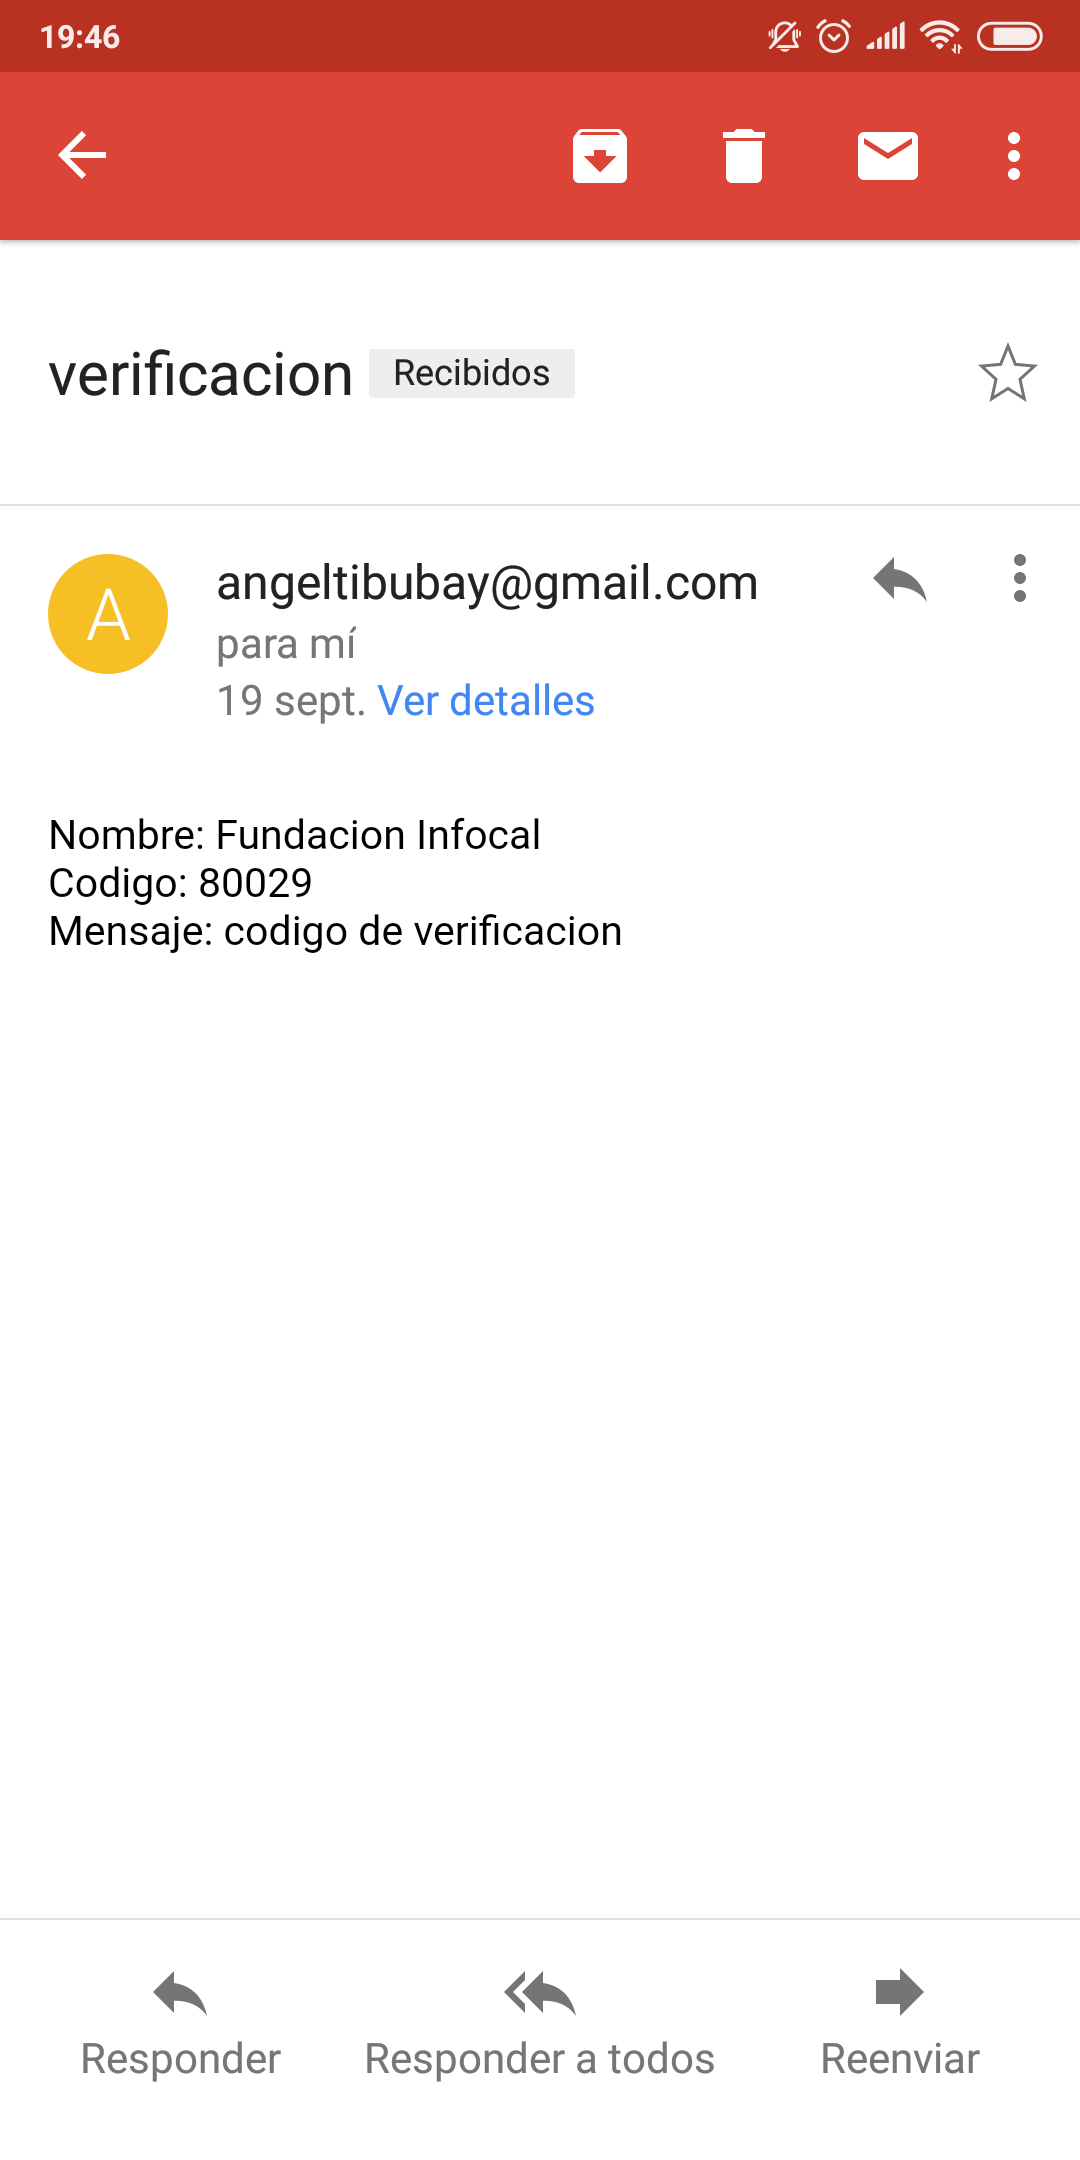 19:46
verificacion Recibidos
A
angeltibubay@gmail.com
para mí
19 sept. Ver detalles
Nombre: Fundacion Infocal
Codigo: 80029
Mensaje: codigo de verificacion
Responder
Responder a todos
Reenviar